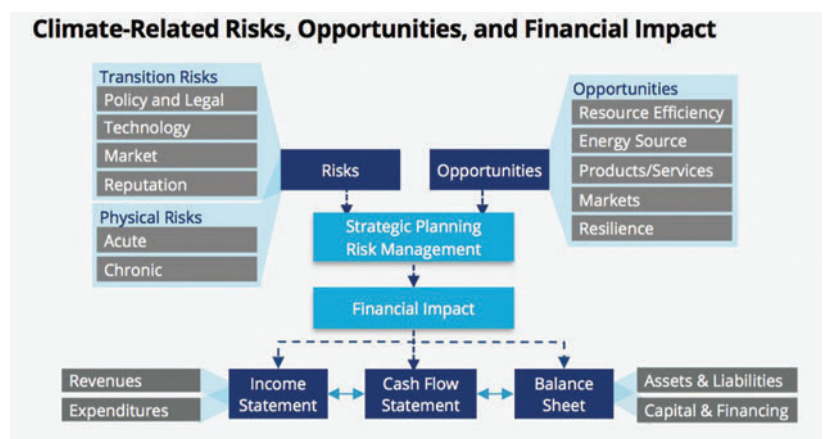 Climate-Related Risks, Opportunities, and Financial Impact
Transition Risks
Policy and Legal
Technology
Market
Reputation
Physical Risks
Acute
Chronic
Risks
Opportunities
Opportunities
Resource Efficiency
Energy Source
Products/Services
Markets
Resilience
Strategic Planning
Risk Management
Financial Impact
Revenues
Expenditures
Income
Statement
Cash Flow
Statement
Balance
Sheet
Assets & Liabilities
Capital & Financing